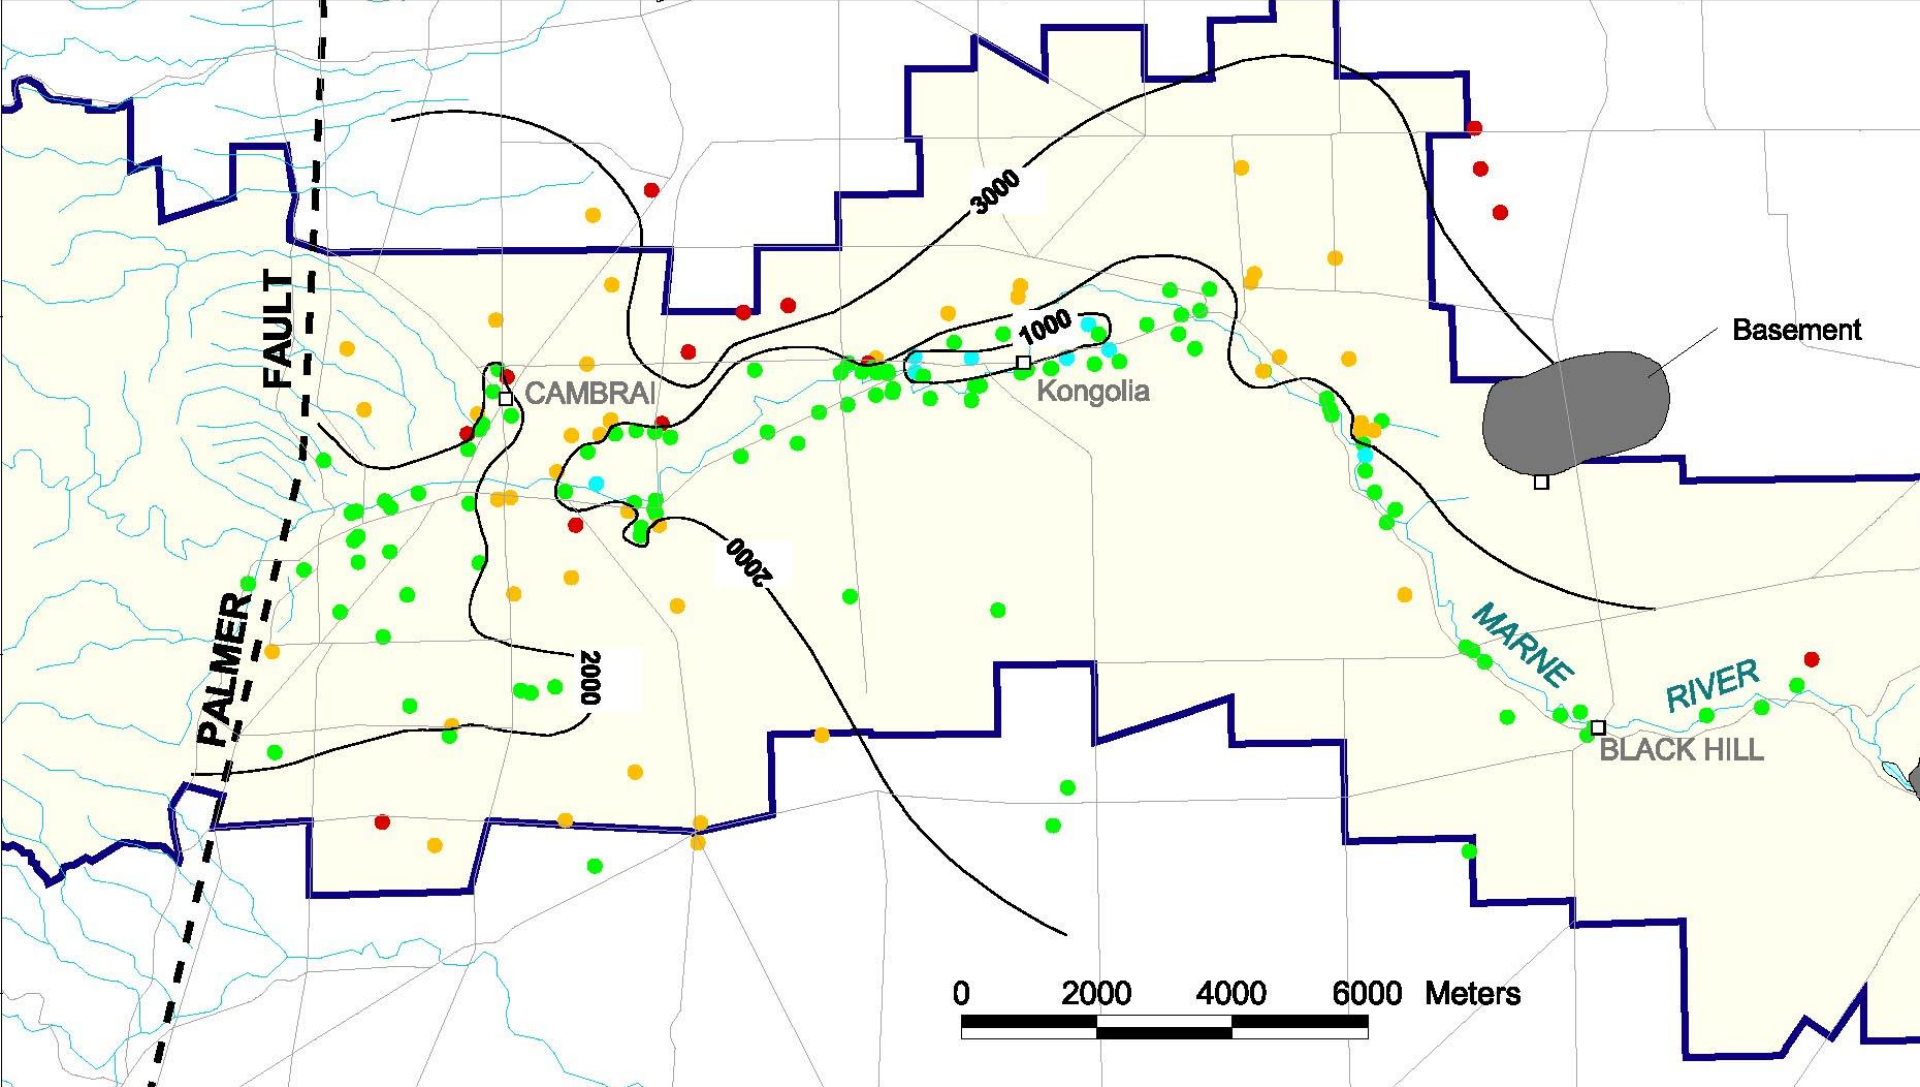 3000
FAULT
1000
Basement
CAMBRAI
Kongolia
2000
PALMER
MARNE
2000
RIVER
BLACK HILL
0 2000 4000 6000 Meters